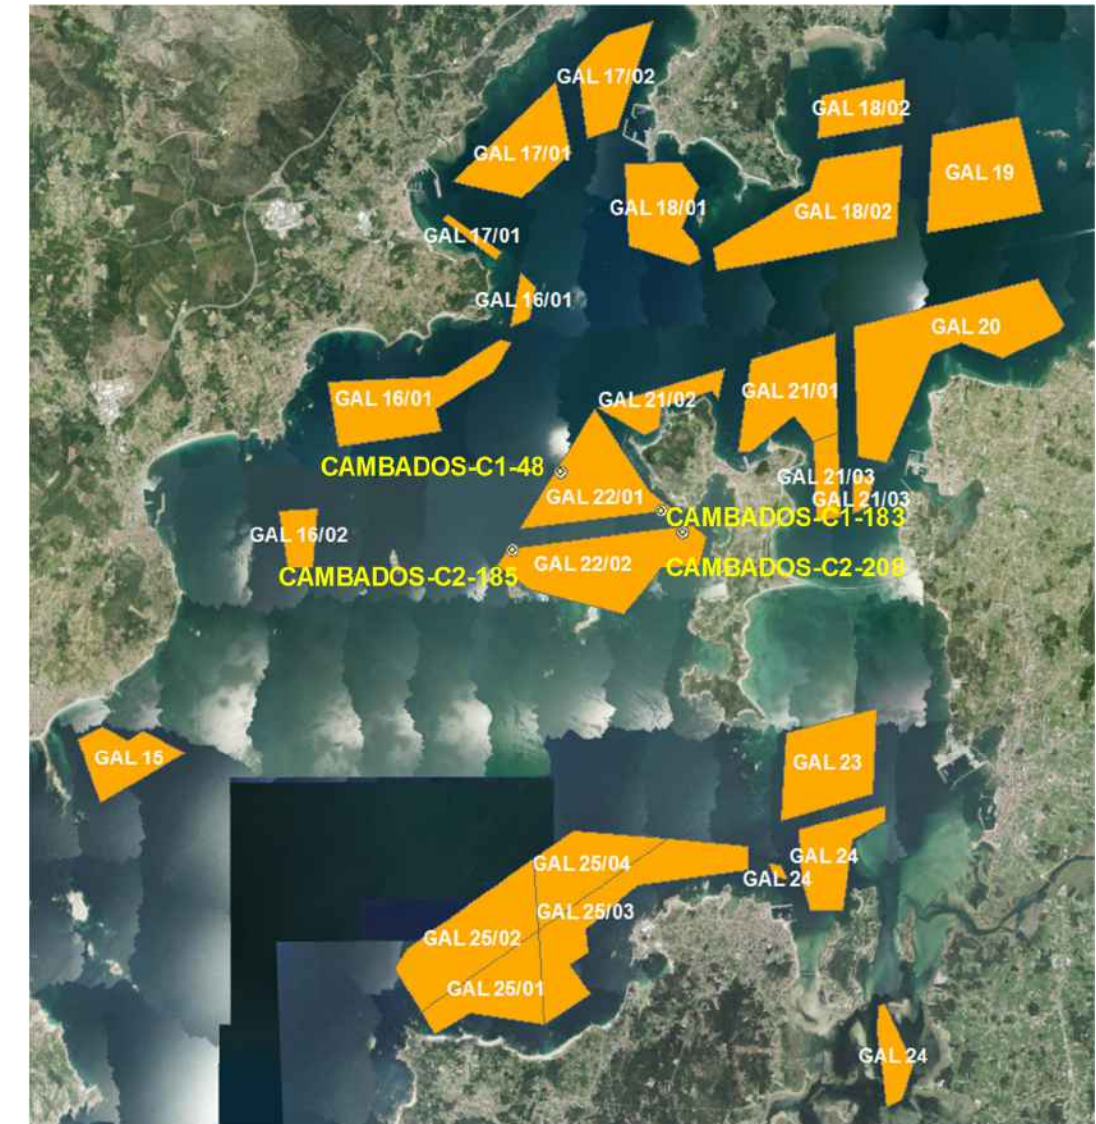 GAL 17/02
GAL 18/02
GAL 17/01
GAL 19
GAL 18/01
GAL 18/02
GAL 17/01
GAL 16/01
GAL 20
GAL 21/01
GAL 16/01
GAL 21/02
CAMBADOS-C1-48
GAL 21/03
GAL 22/01
GAL 21/03
CAMBADOS-C1-183
GAL 16/02
GAL 22/02
CAMBADOS-C2-208
CAMBADOS-C2-185
GAL 15
GAL 23
GAL 24
GAL 25/04
GAL 24
GAL 25/03
GAL 25/02
GAL 25/01
GAL 24